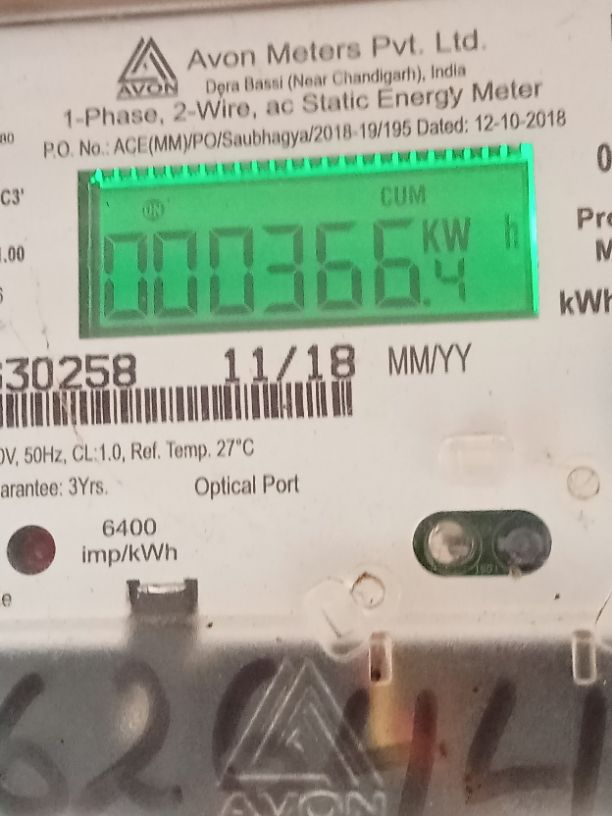 Avon Meters Pvt. Ltd.
AVON
Dera Bassi (Near Chandigarh), India
1-Phase, 2-Wire, ac Static Energy Meter
P.O. No.: ACE(MM)/PO/Saubhagya/2018-19/195 Dated: 12-10-2018
C3'
ON CUM
000366.4 KW h
1.00
kWh
30258 11/18 MM/YY
0V, 50Hz, CL:1.0, Ref. Temp. 27°C
arantee: 3Yrs. Optical Port
6400
imp/kWh
e
AVON